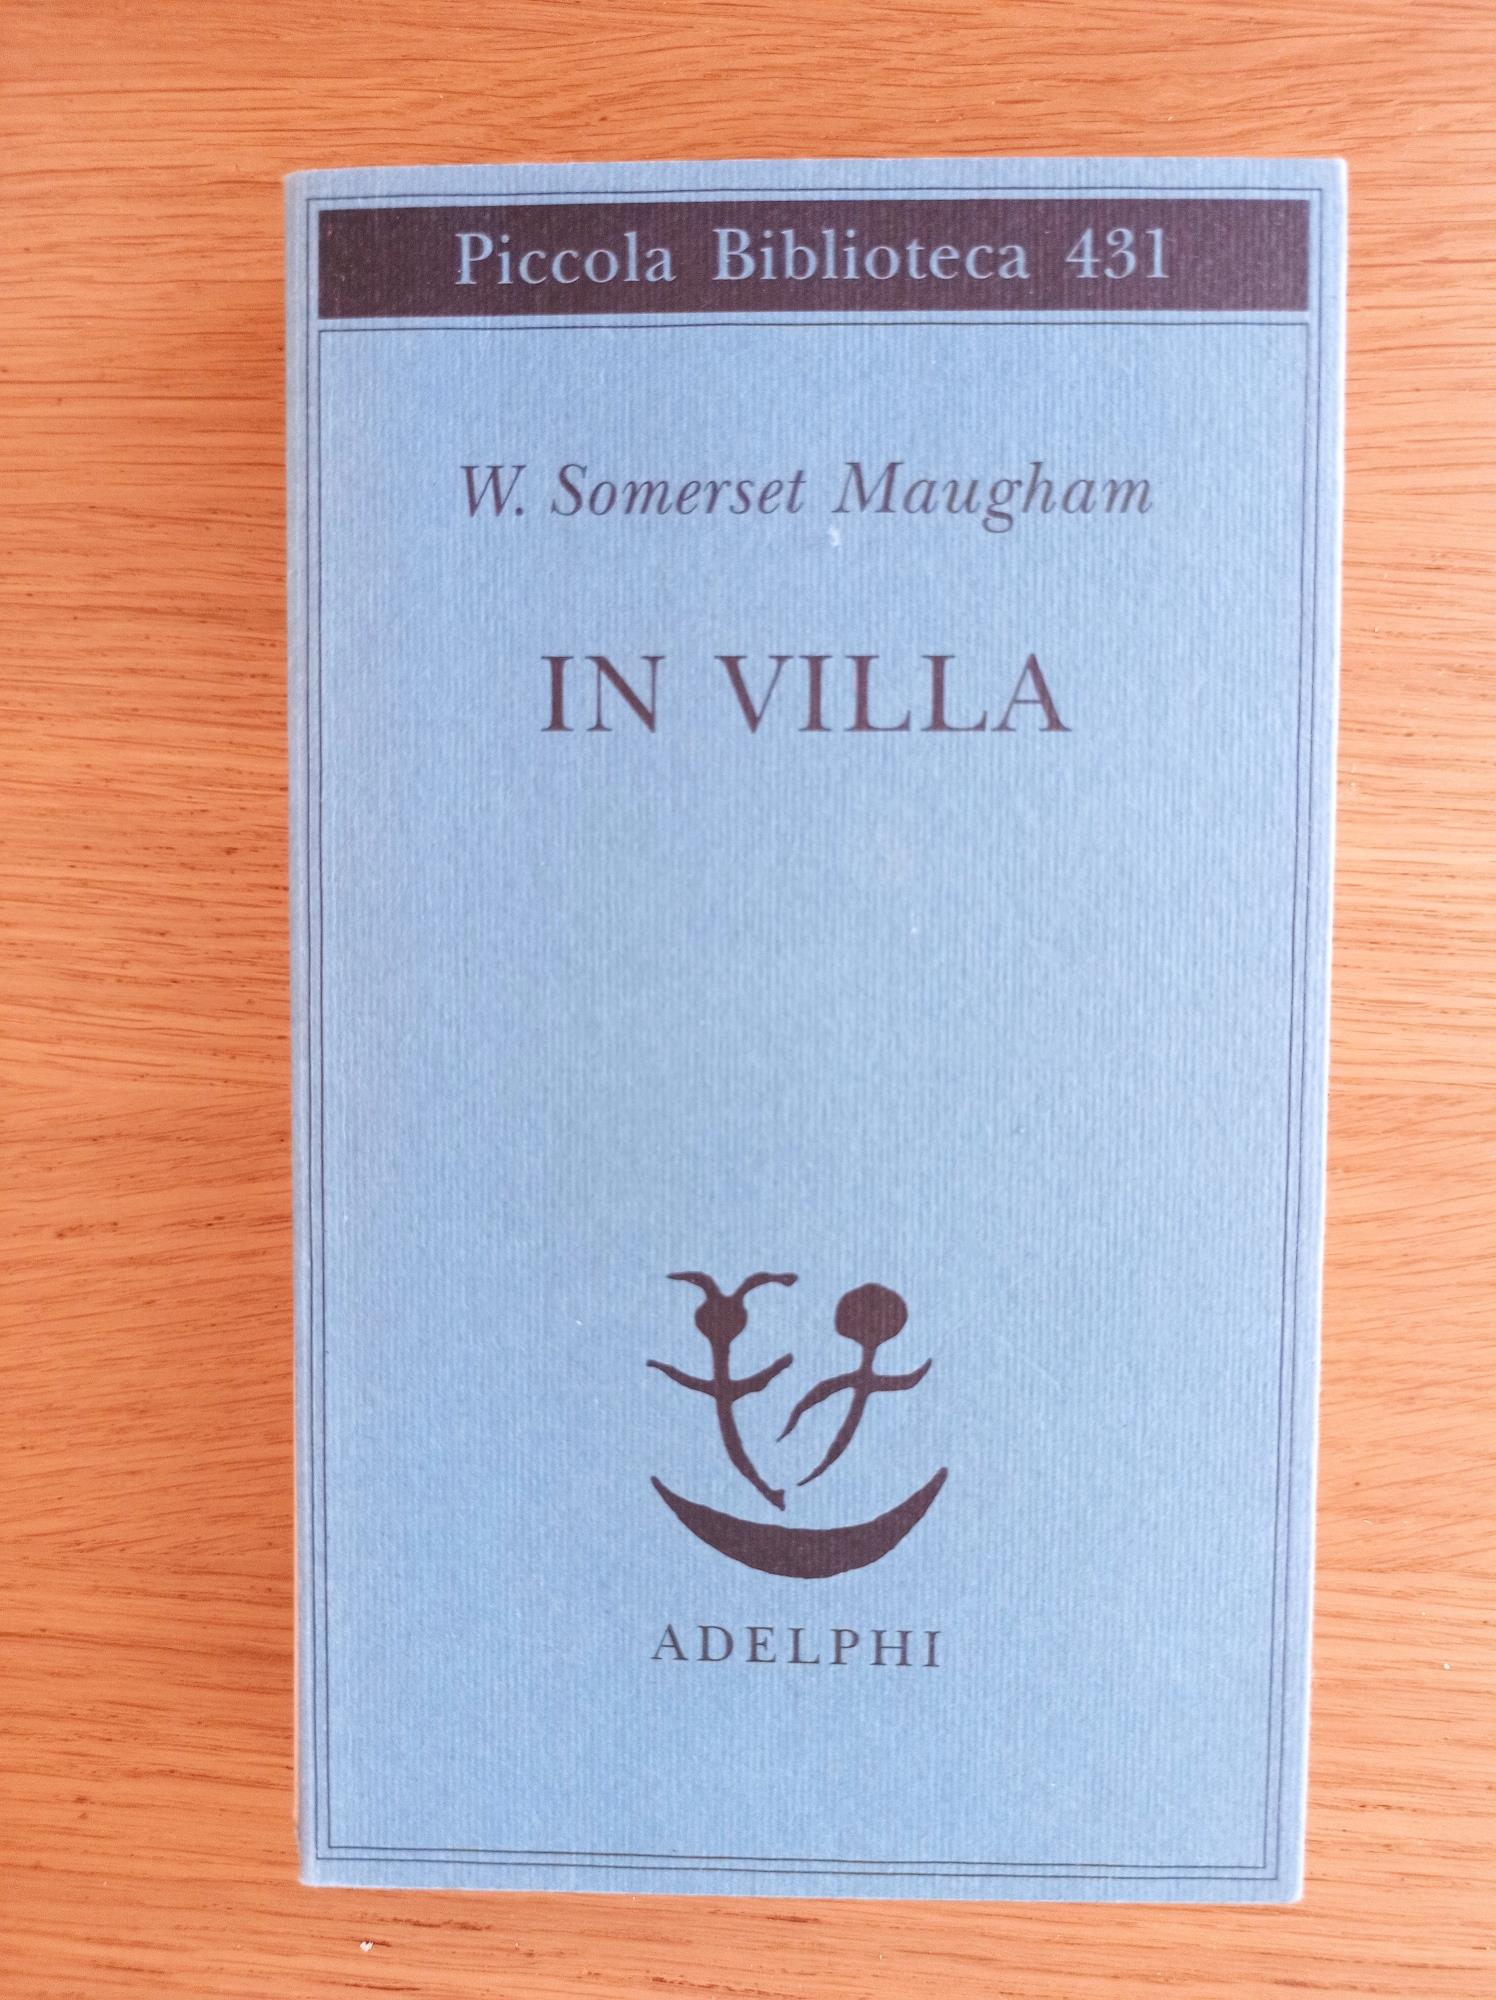 Piccola Biblioteca 431
W. Somerset Maugham
IN VILLA
ADELPHI